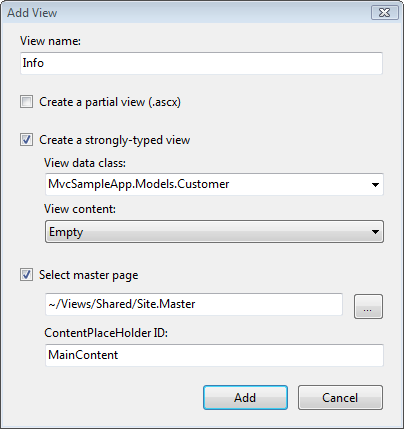 Add View
View name:
Info
Create a partial view (.ascx)
Create a strongly-typed view
View data class:
MvcSampleApp.Models.Customer
View content:
Empty
Select master page
~/Views/Shared/Site.Master
...
ContentPlaceHolder ID:
MainContent
Add Cancel